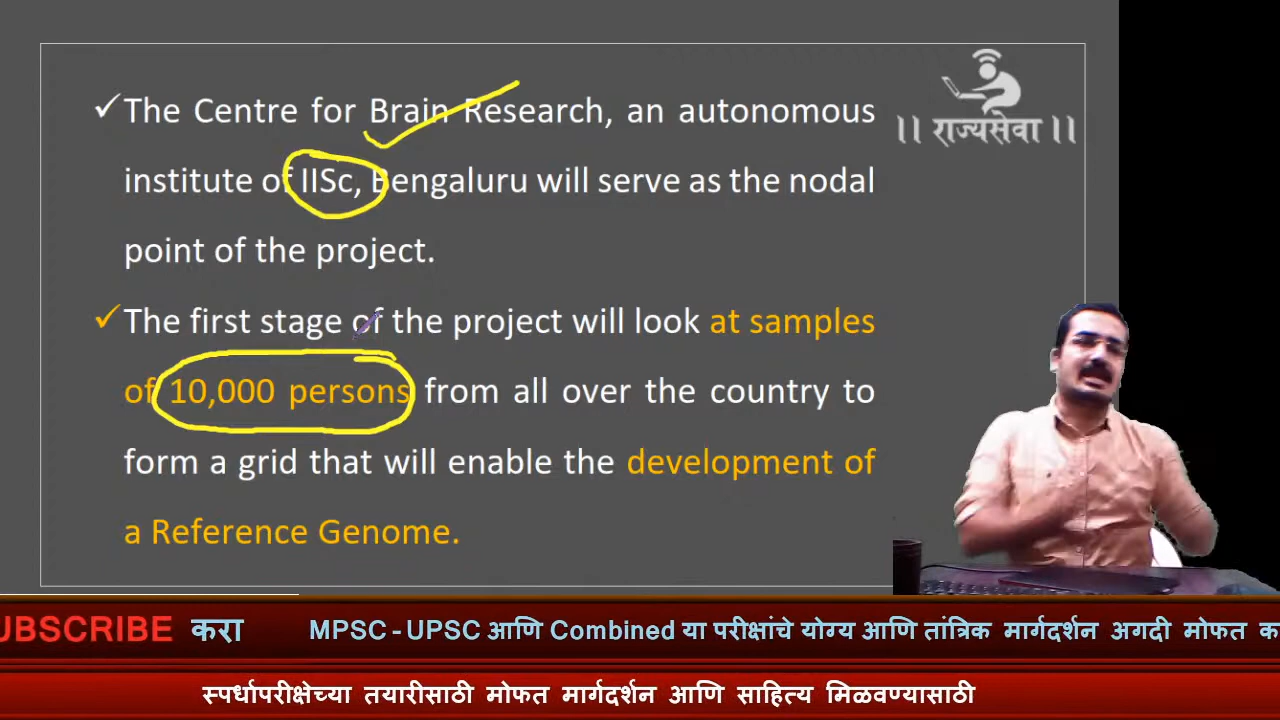 The Centre for Brain Research, an autonomous
institute of IISc, Bengaluru will serve as the nodal
point of the project.
The first stage of the project will look at samples
of 10,000 persons from all over the country to
form a grid that will enable the development of
a Reference Genome.
।। राज्यसेवा ।।
UBSCRIBE करा MPSC - UPSC आणि Combined या परीक्षांचे योग्य आणि तांत्रिक मार्गदर्शन अगदी मोफत क
स्पर्धापरीक्षेच्या तयारीसाठी मोफत मार्गदर्शन आणि साहित्य मिळवण्यासाठी